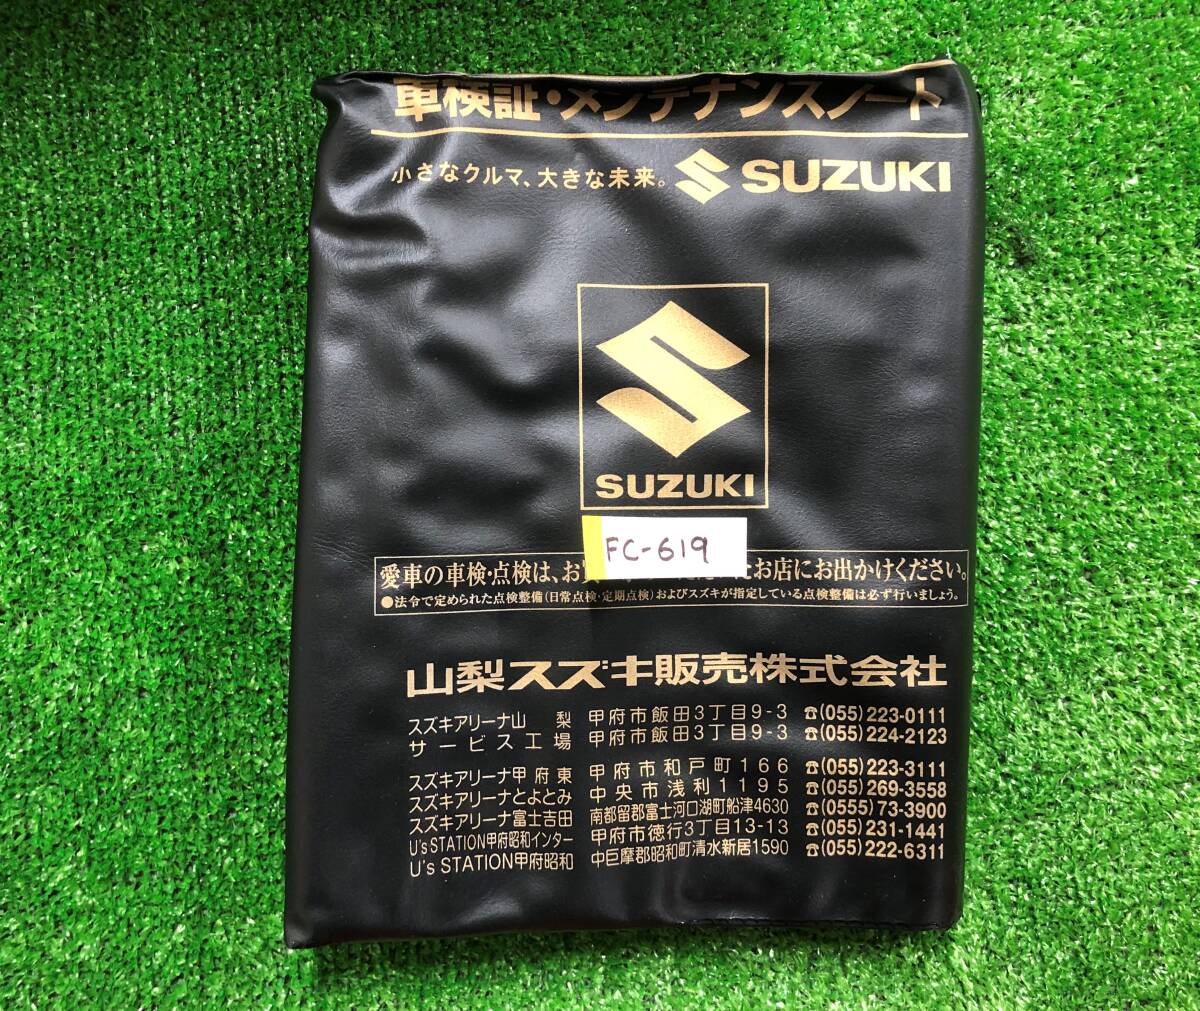 車検証・メンテナンスノート
小さなクルマ、大きな未来。 SUZUKI
SUZUKI
FC-619
愛車の車検・点検は、お買 たお店にお出かけください。
●法令で定められた点検整備(日常点検・定期点検)およびスズキが指定している点検整備は必ず行いましょう。
山梨スズキ販売株式会社
スズキアリーナ山 梨 甲府市飯田3丁目9-3 ☎(055)223-0111
サービス工場 甲府市飯田3丁目9-3 ☎(055)224-2123
スズキアリーナ甲府東 甲府市和戸町166 ☎(055)223-3111
スズキアリーナとよとみ 中央市浅利1195 ☎(055)269-3558
スズキアリーナ富士吉田 南都留郡富士河口湖町船津4630 ☎(0555)73-3900
U's STATION甲府昭和インター 甲府市徳行3丁目13-13 ☎(055)231-1441
U's STATION甲府昭和 中巨摩郡昭和町清水新居1590 ☎(055)222-6311